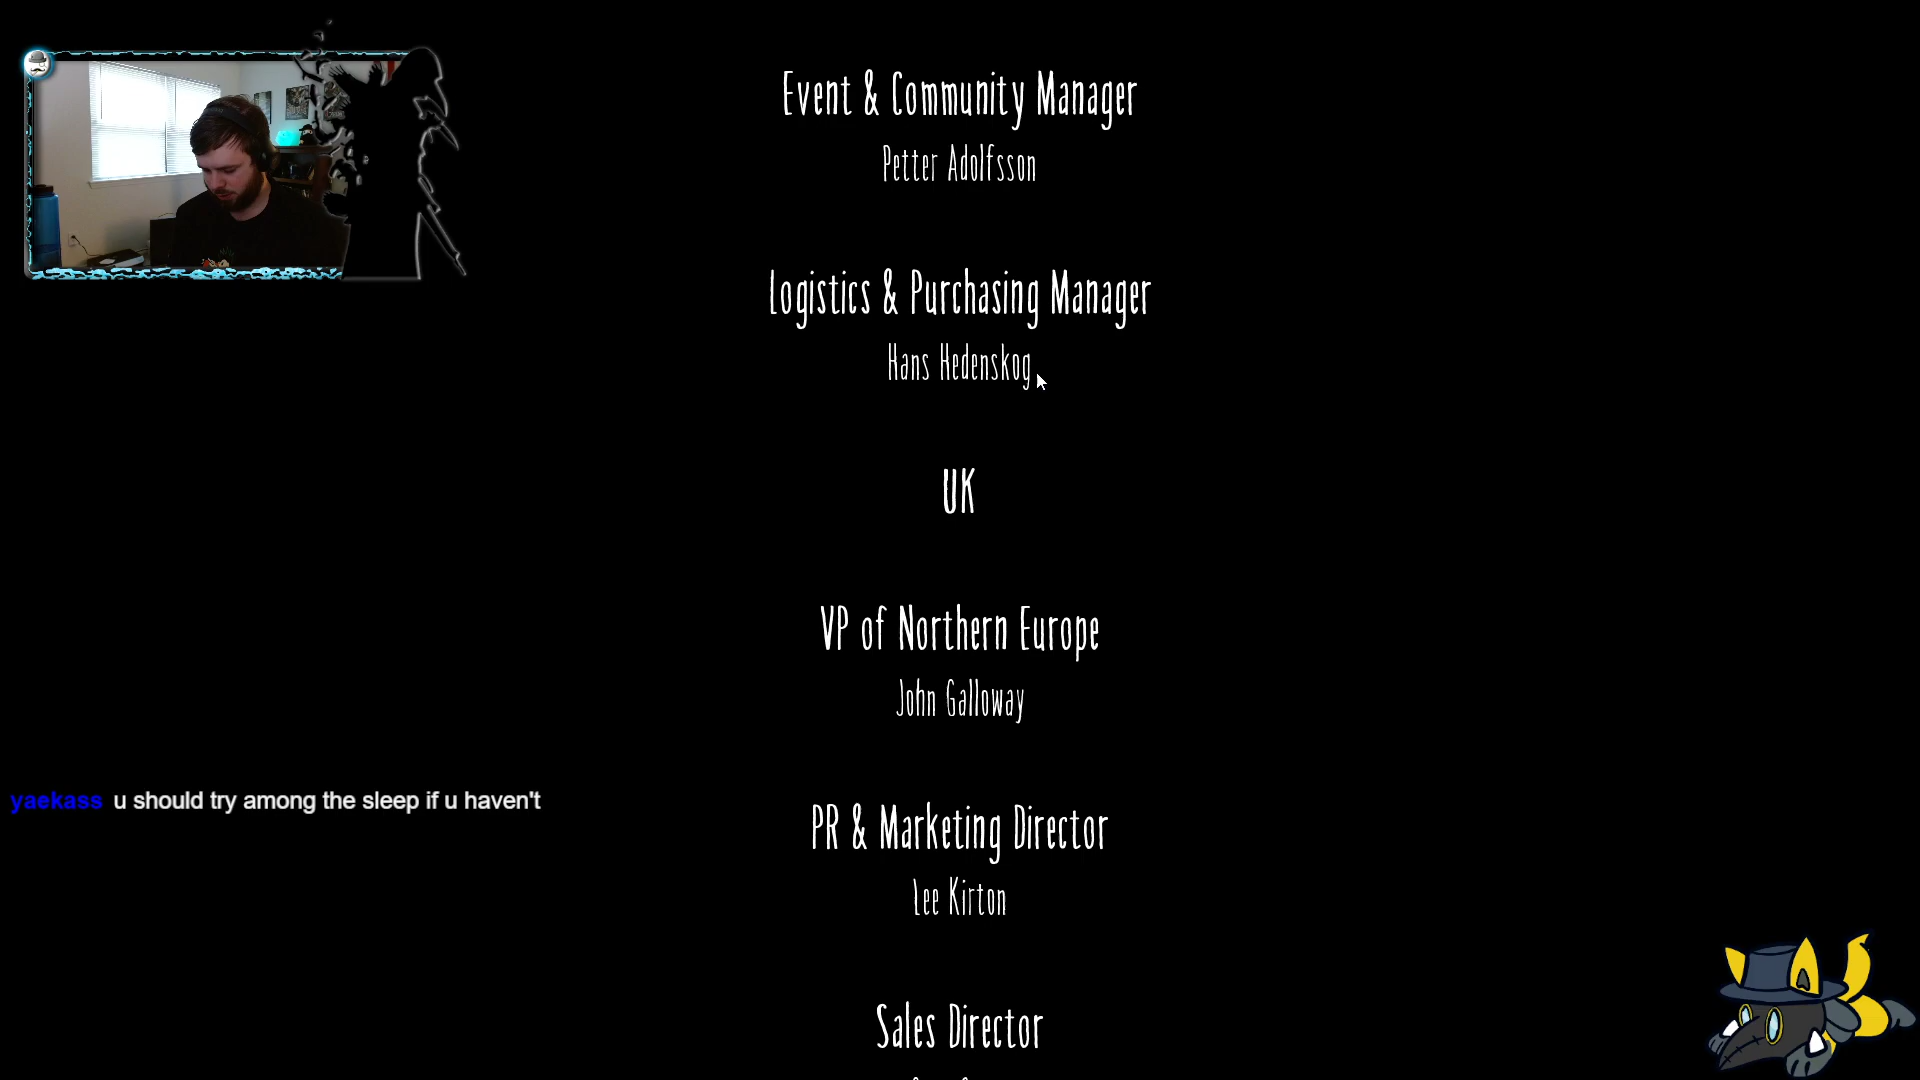 Event & Community Manager
Petter Adolfsson
Logistics & Purchasing Manager
Hans Hedenskog
UK
VP of Northern Europe
John Galloway
yaekass u should try among the sleep if u haven't
PR & Marketing Director
Lee Kirton
Sales Director